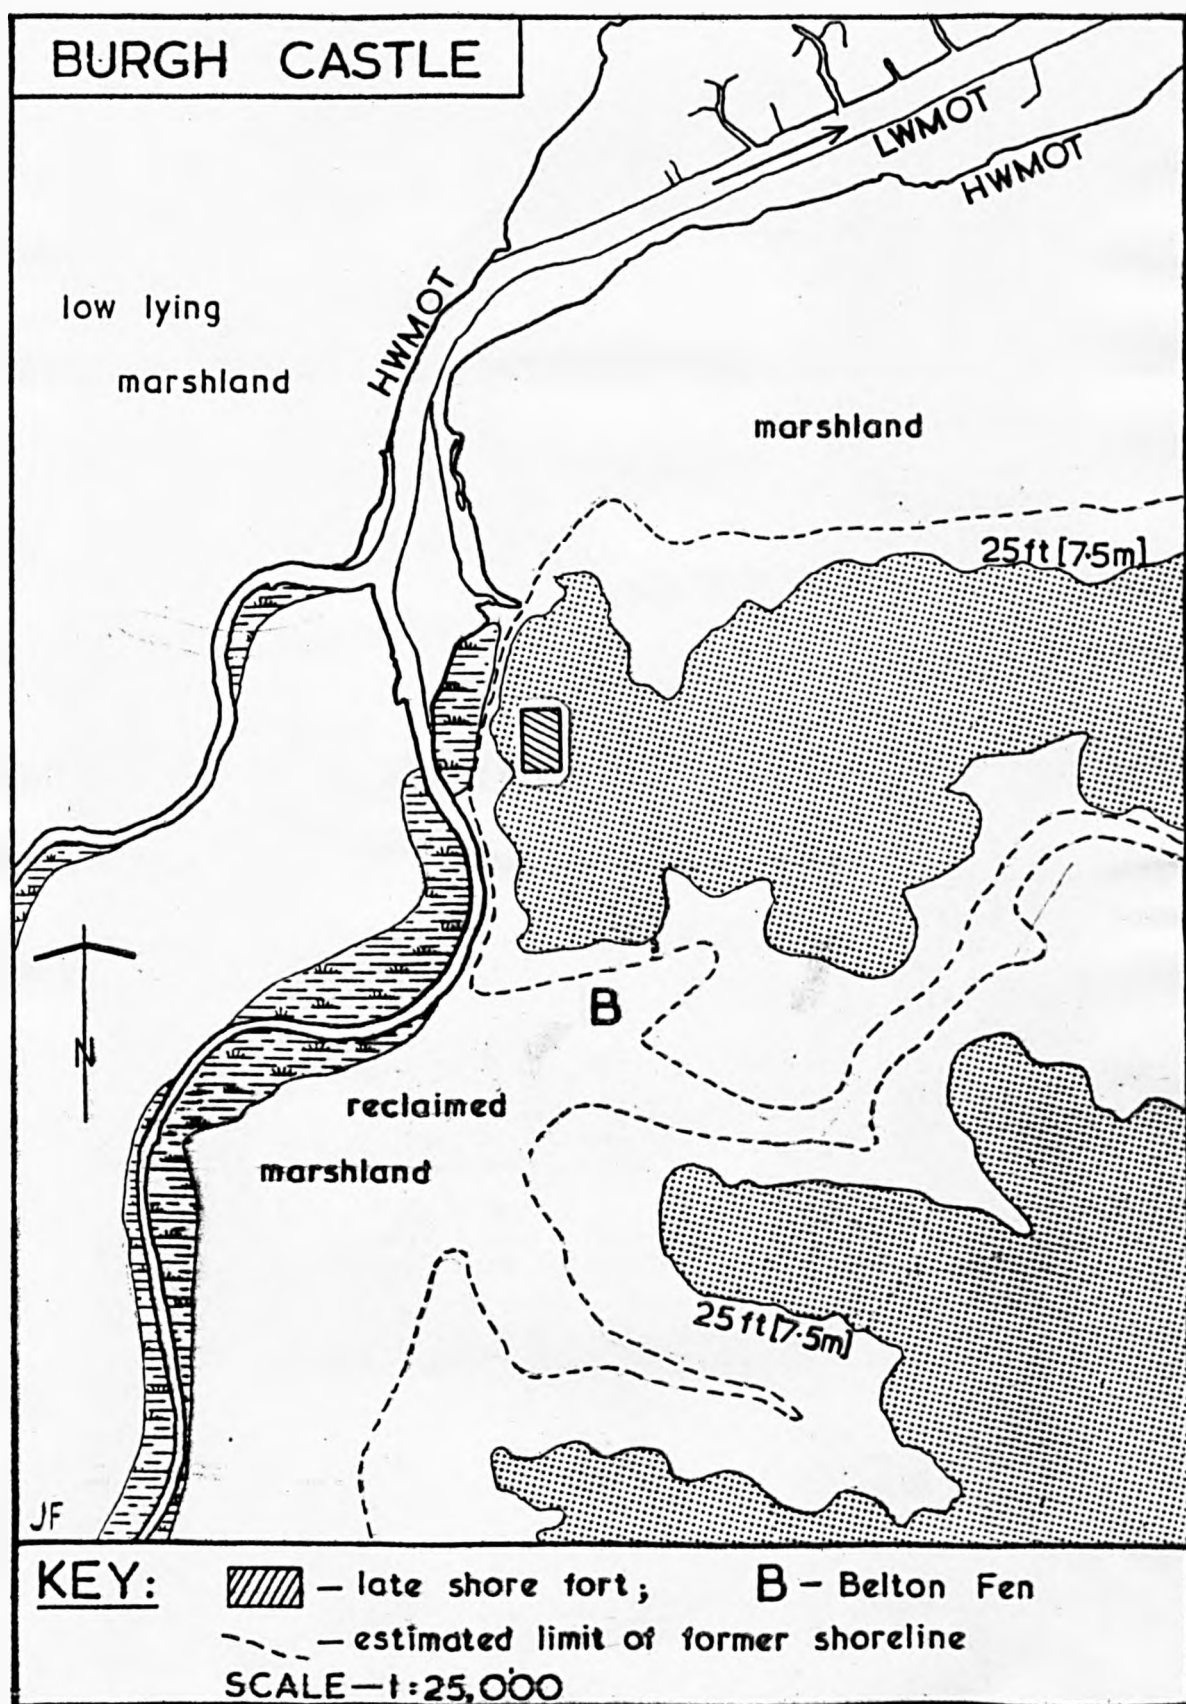 BURGH CASTLE
LWMOT
HWMOT
HWMOT
low lying
marshland
marshland
25ft[7·5m]
B
N
reclaimed
marshland
25ft[7·5m]
JF
KEY:
– late shore fort; B – Belton Fen
– estimated limit of former shoreline
SCALE – 1:25,000